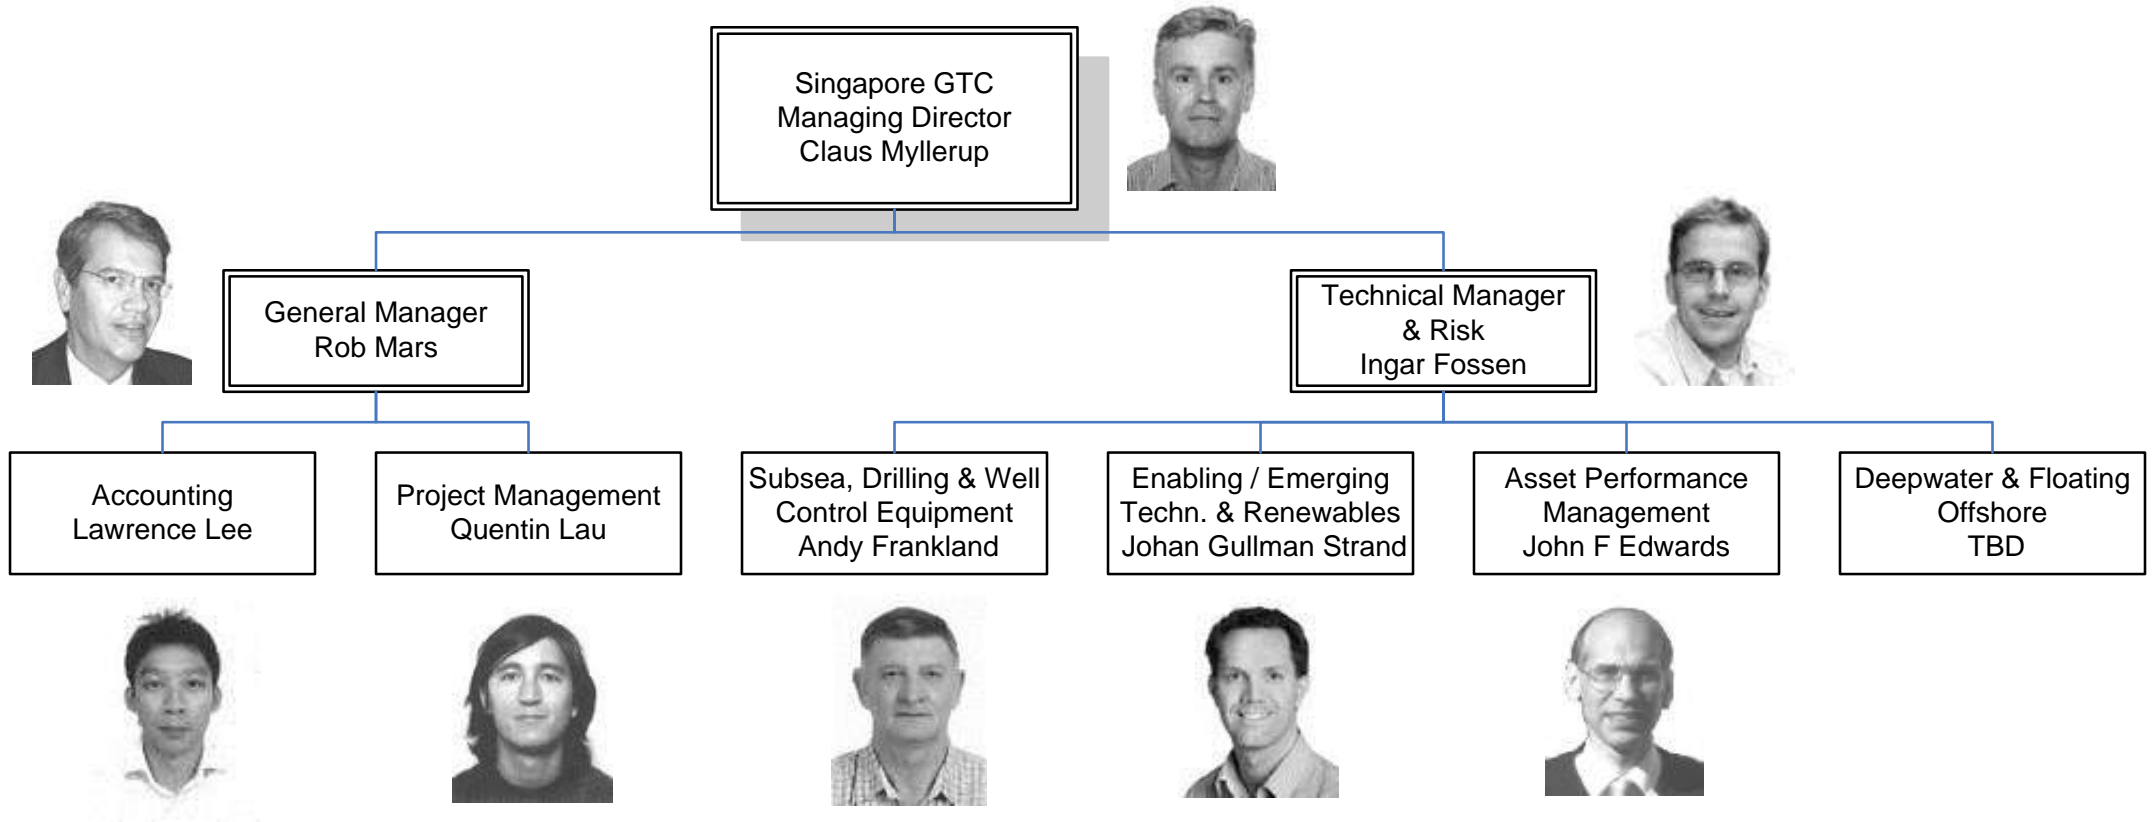 Singapore GTC
Managing Director
Claus Myllerup
General Manager
Rob Mars
Technical Manager
& Risk
Ingar Fossen
Accounting
Lawrence Lee
Project Management
Quentin Lau
Subsea, Drilling & Well
Control Equipment
Andy Frankland
Enabling / Emerging
Techn. & Renewables
Johan Gullman Strand
Asset Performance
Management
John F Edwards
Deepwater & Floating
Offshore
TBD